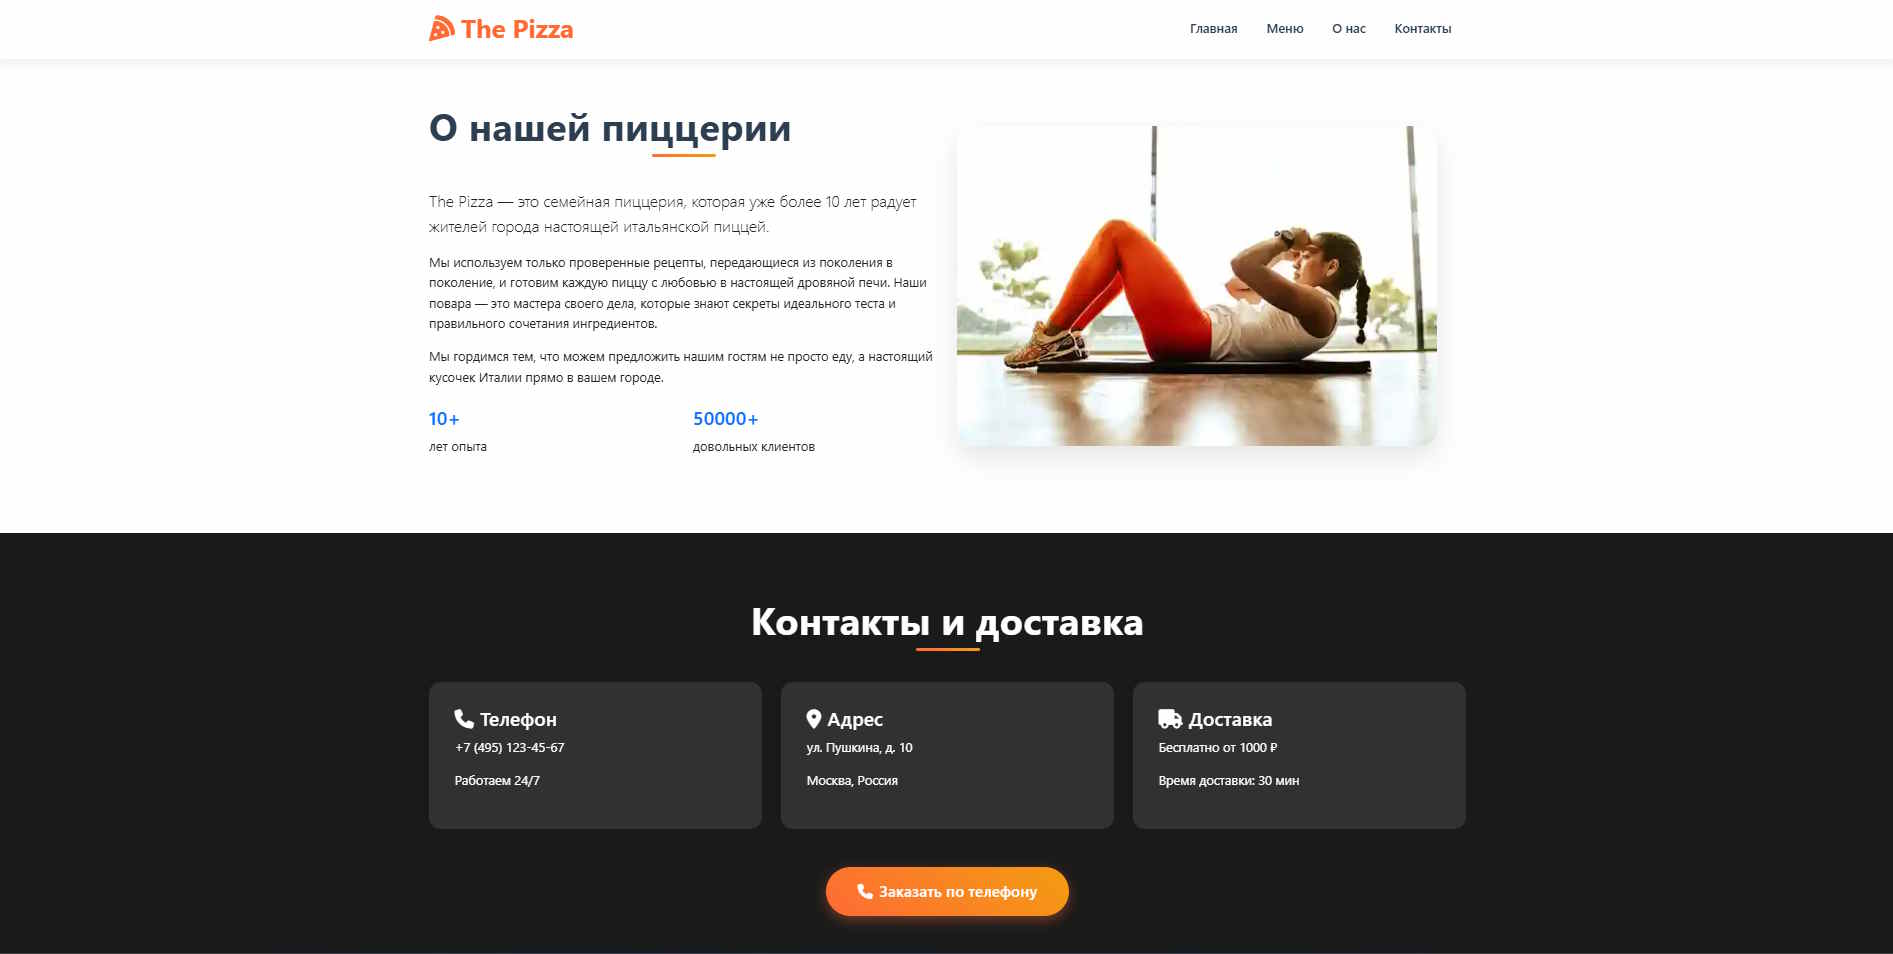 The Pizza
Главная Меню О нас Контакты
О нашей пиццерии
The Pizza — это семейная пиццерия, которая уже более 10 лет радует
жителей города настоящей итальянской пиццей.
Мы используем только проверенные рецепты, передающиеся из поколения в
поколение, и готовим каждую пиццу с любовью в настоящей дровяной печи. Наши
повара — это мастера своего дела, которые знают секреты идеального теста и
правильного сочетания ингредиентов.
Мы гордимся тем, что можем предложить нашим гостям не просто еду, а настоящий
кусочек Италии прямо в вашем городе.
10+
лет опыта
50000+
довольных клиентов
Контакты и доставка
Телефон
+7 (495) 123-45-67
Работаем 24/7
Адрес
ул. Пушкина, д. 10
Москва, Россия
Доставка
Бесплатно от 1000 ₽
Время доставки: 30 мин
Заказать по телефону